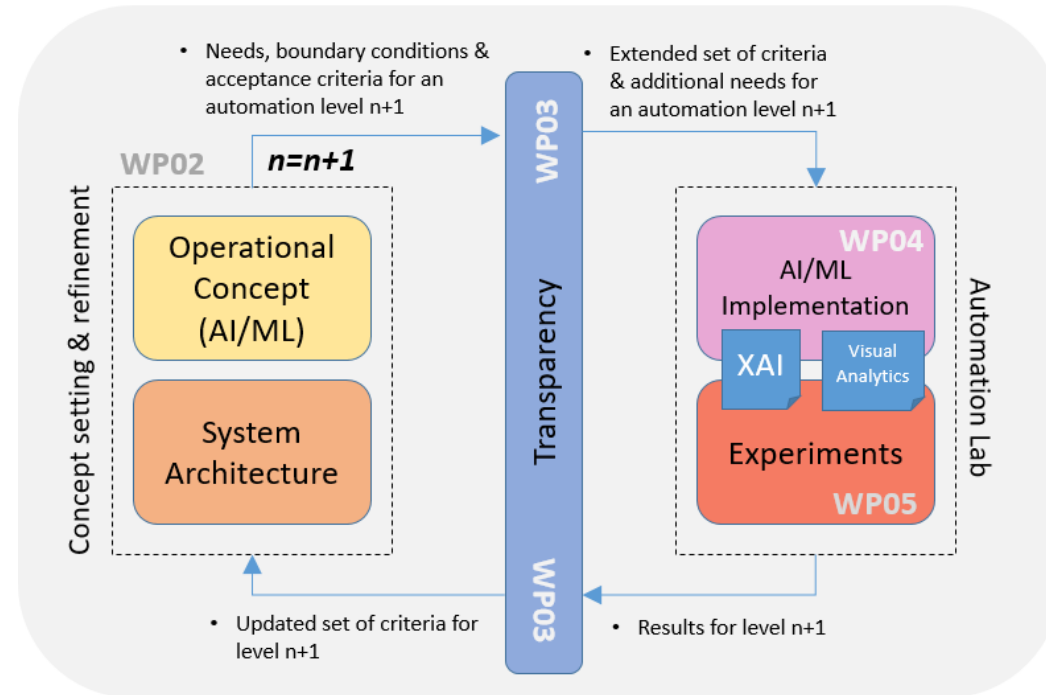 • Needs, boundary conditions &
acceptance criteria for an
automation level n+1
• Extended set of criteria
& additional needs for
an automation level n+1
WP02
n=n+1
WP03
Concept setting & refinement
Operational
Concept
(AI/ML)
System
Architecture
Transparency
WP04
AI/ML
Implementation
XAI
Visual
Analytics
Experiments
WP05
Automation Lab
WP03
• Updated set of criteria for
level n+1
• Results for level n+1